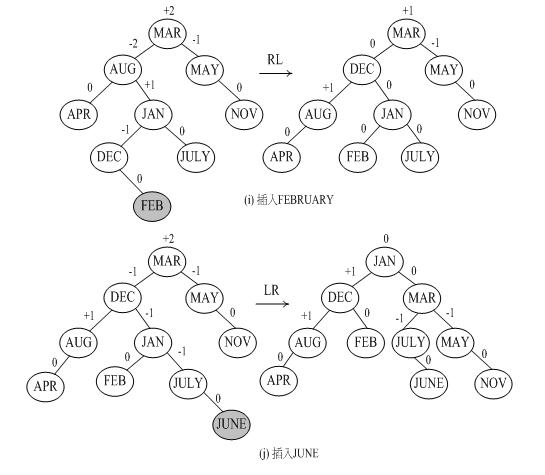 +2
MAR +1 MAR
-2 -1 RL 0 -1
AUG MAY DEC MAY
0 +1 0 +1 0 0
APR JAN NOV AUG JAN NOV
-1 0 0 0 0
DEC JULY APR FEB JULY
0
FEB
(i) 插入FEBRUARY
+2 0
MAR JAN
-1 -1 LR +1 0
DEC MAY DEC MAR
+1 -1 0 +1 0 -1 -1
AUG JAN NOV AUG FEB JULY MAY
0 0 -1 0 0 0
APR FEB JULY APR JUNE NOV
0
JUNE
(j) 插入JUNE